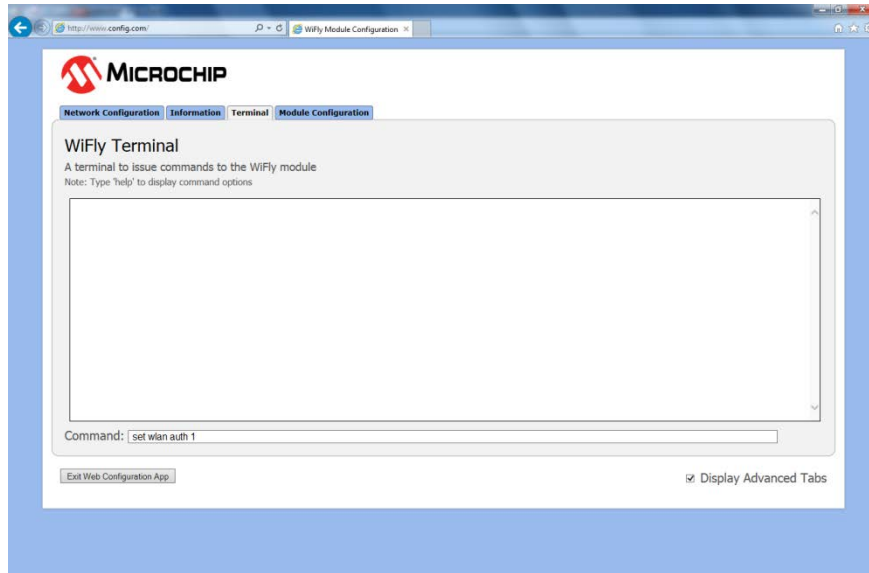 http://www.config.com/
WiFly Module Configuration
MICROCHIP
Network Configuration Information Terminal Module Configuration
WiFly Terminal
A terminal to issue commands to the WiFly module
Note: Type 'help' to display command options
Command: set wlan auth 1
Exit Web Configuration App
Display Advanced Tabs